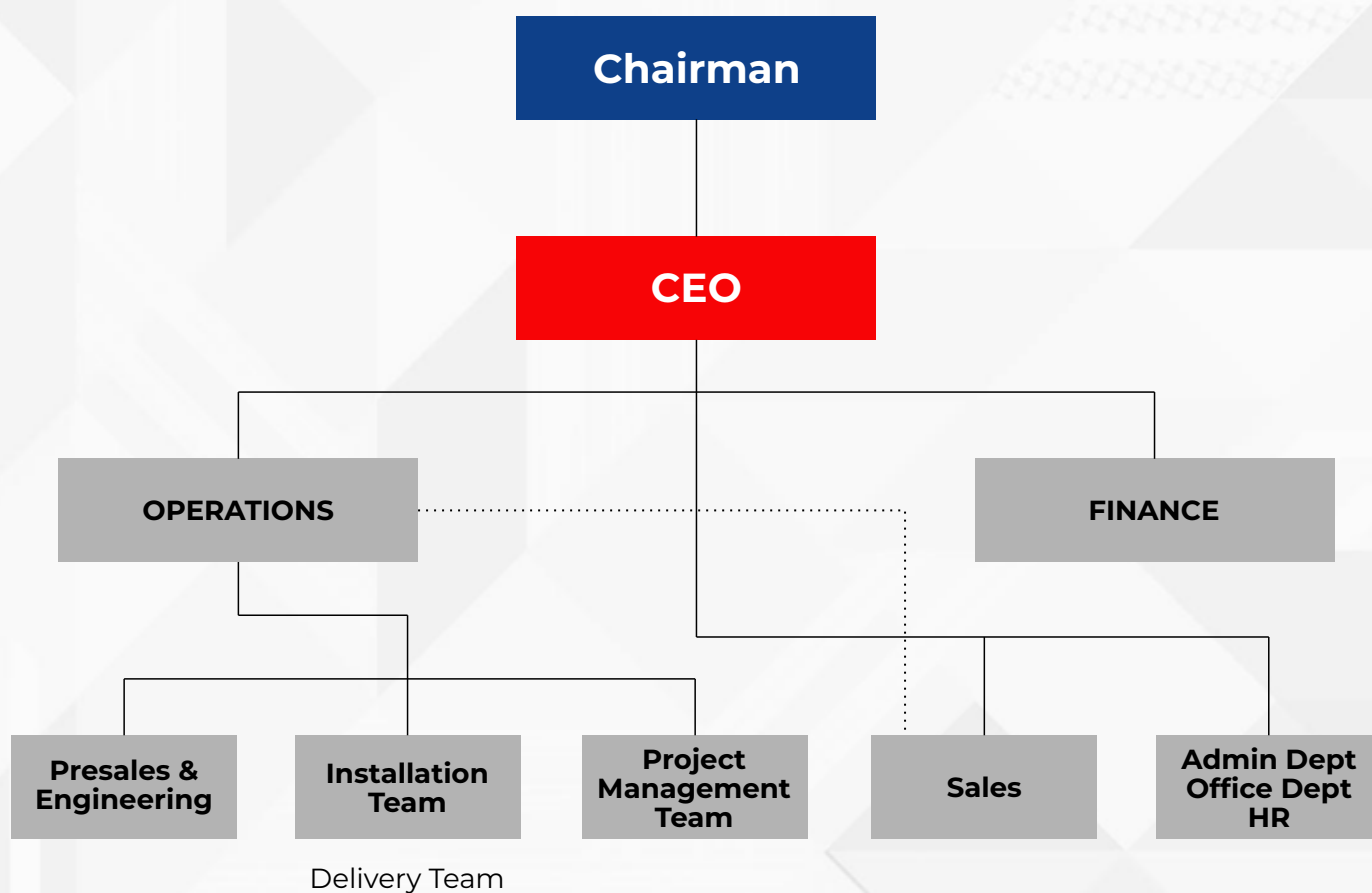 Chairman
CEO
OPERATIONS
FINANCE
Presales &
Engineering
Installation
Team
Project
Management
Team
Sales
Admin Dept
Office Dept
HR
Delivery Team